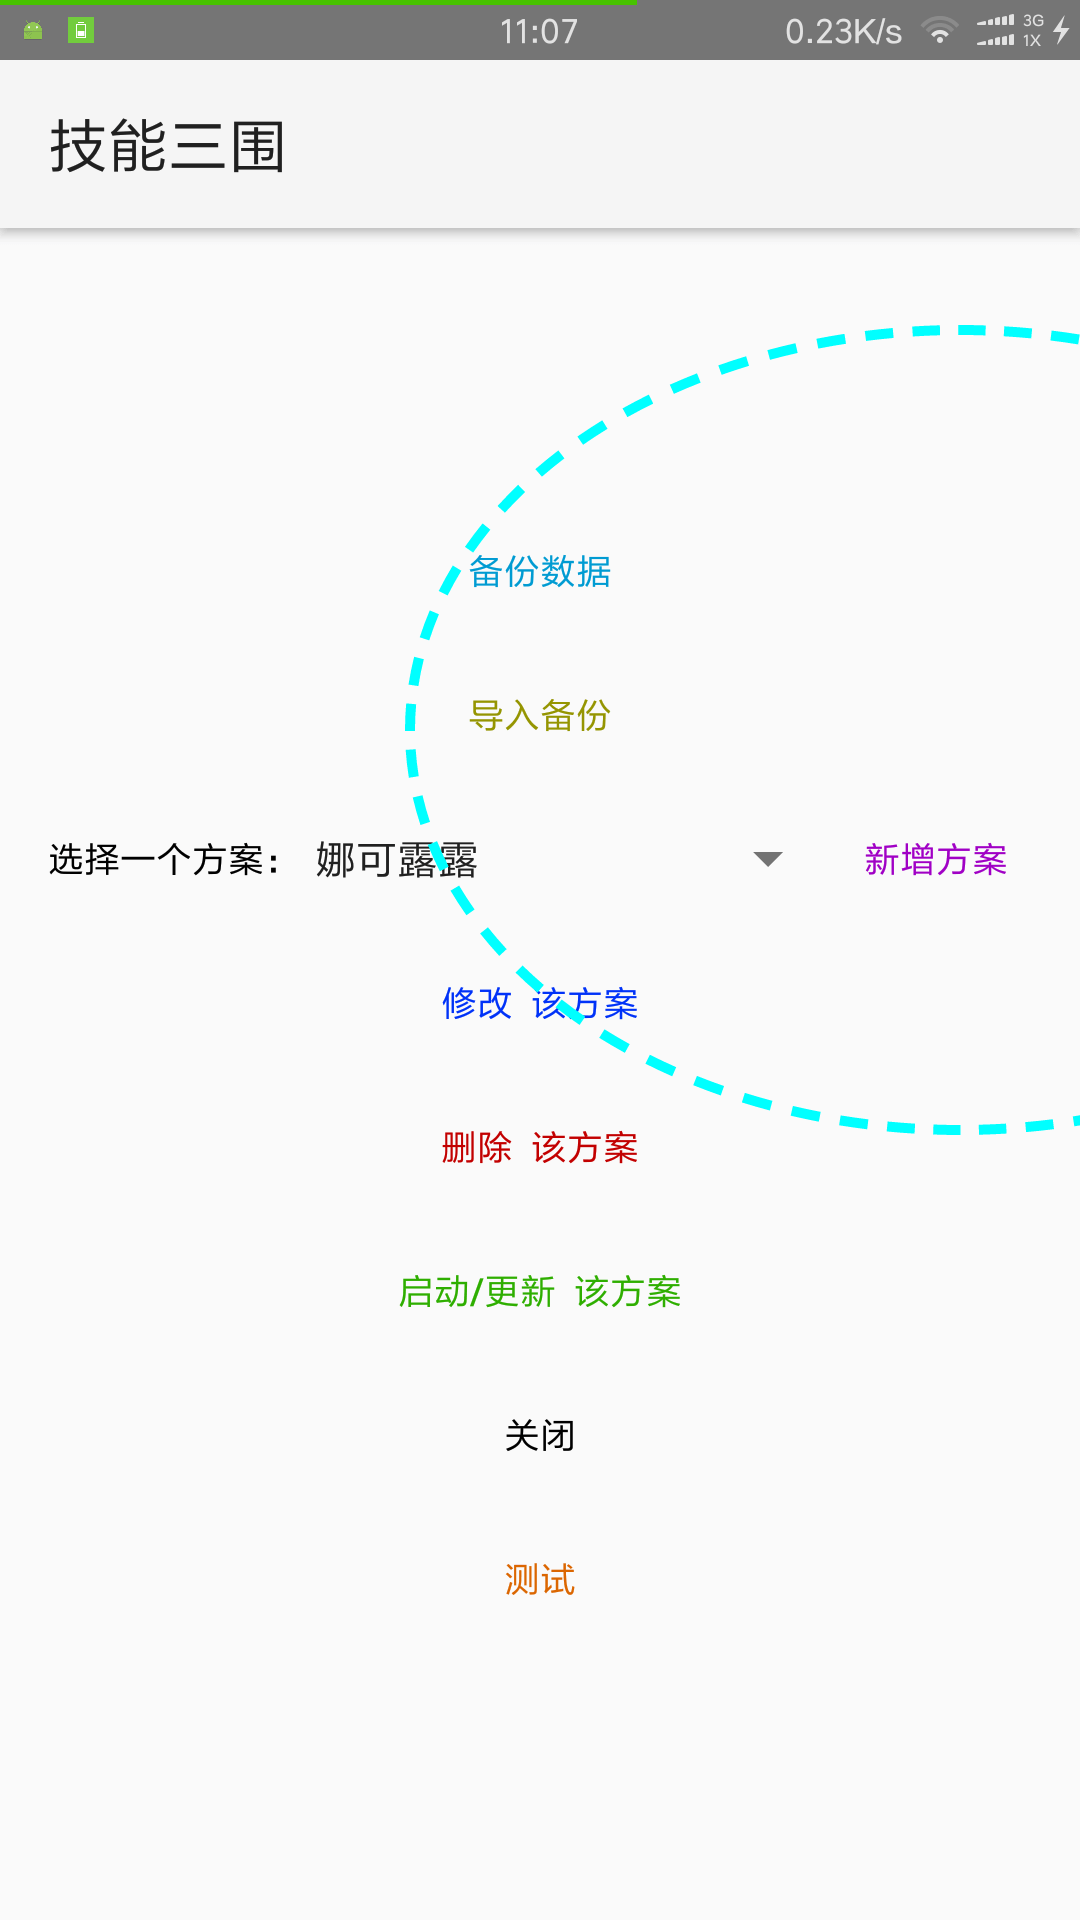 11:07 0.23K/s 3G 1X
技能三围
备份数据
导入备份
选择一个方案： 娜可露露 新增方案
修改 该方案
删除 该方案
启动/更新 该方案
关闭
测试